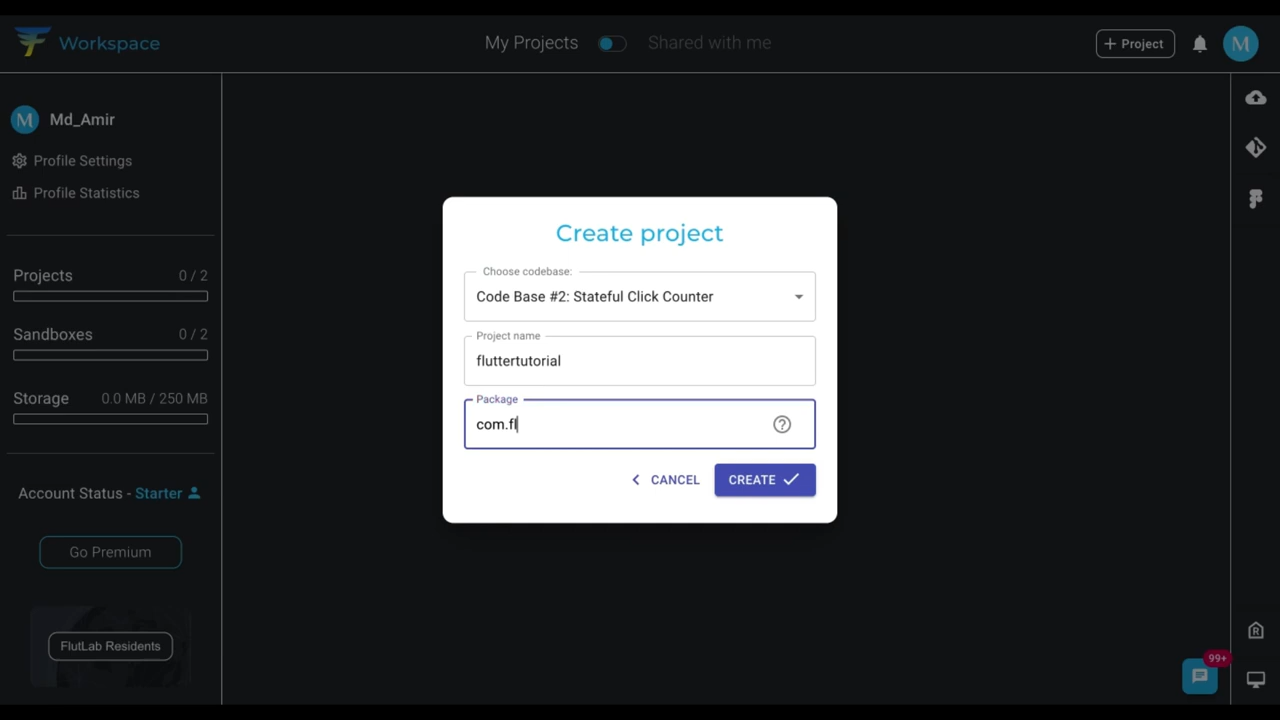 Workspace
My Projects
Shared with me
+ Project
M
M
Md_Amir
Profile Settings
Profile Statistics
Projects 0 / 2
Sandboxes 0 / 2
Storage 0.0 MB / 250 MB
Account Status - Starter
Go Premium
FlutLab Residents
Create project
Choose codebase:
Code Base #2: Stateful Click Counter
Project name
fluttertutorial
Package
com.fl
?
CANCEL
CREATE
R
99+